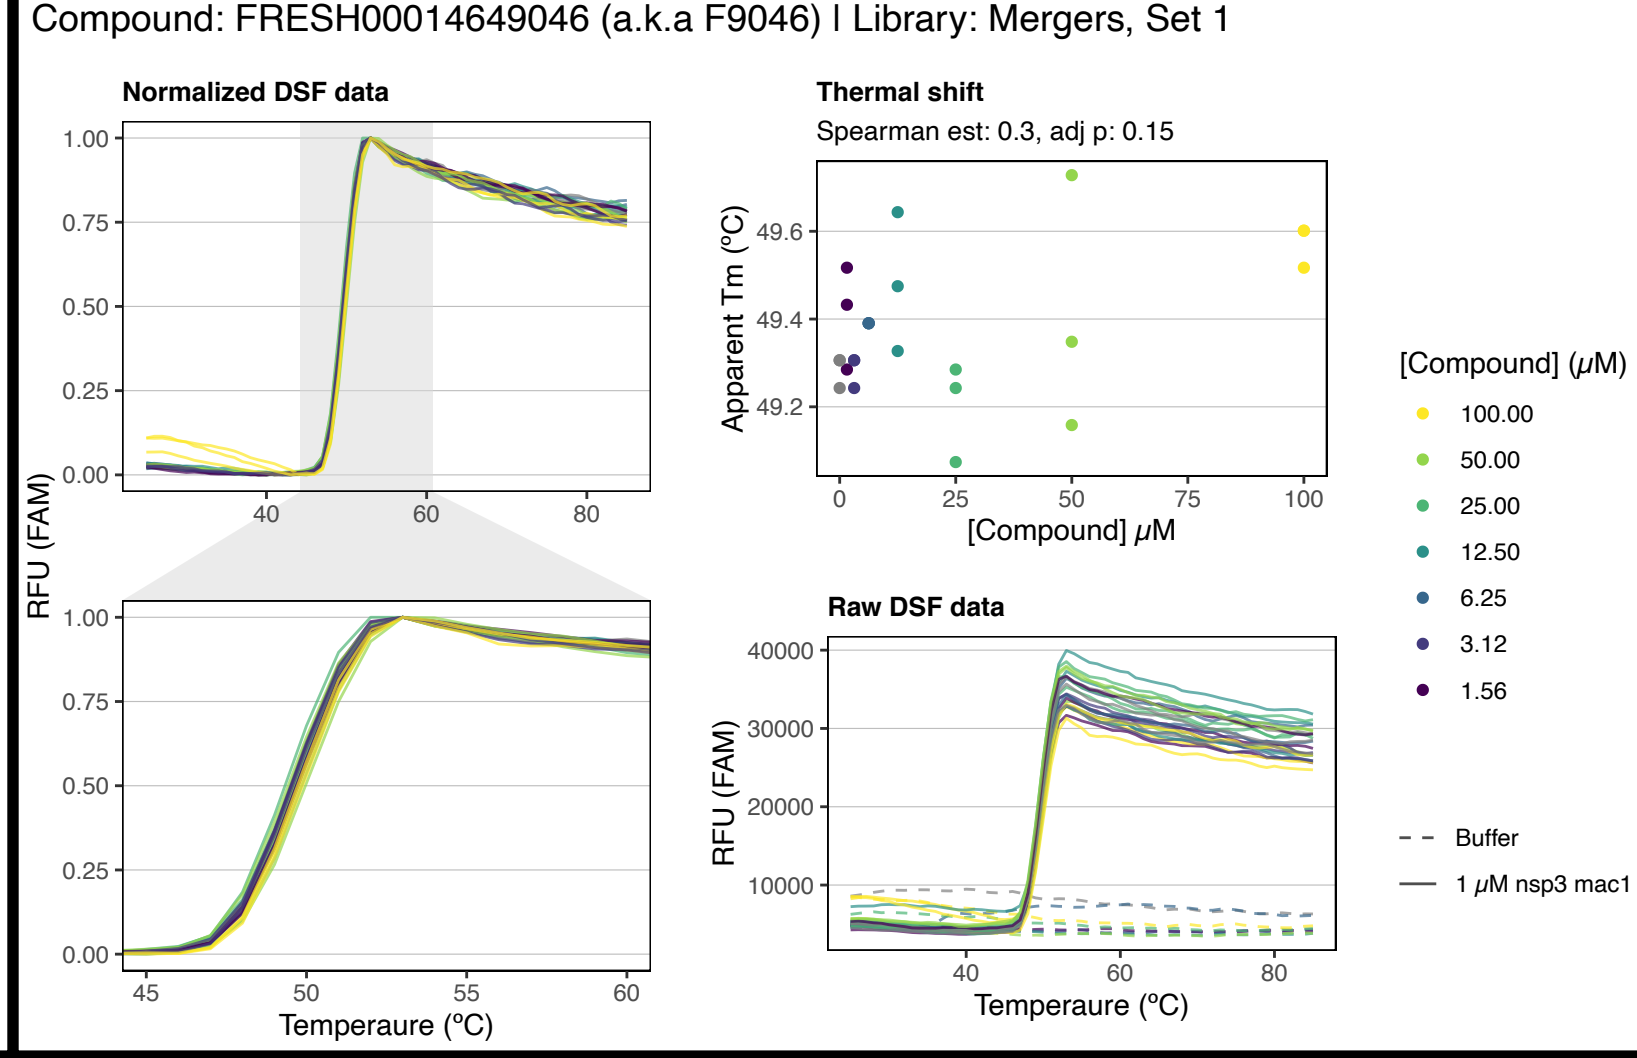 Compound: FRESH00014649046 (a.k.a F9046) | Library: Mergers, Set 1
Normalized DSF data
1.00
0.75
0.50
0.25
0.00
40
60
80
RFU (FAM)
1.00
0.75
0.50
0.25
0.00
45
50
55
60
Temperaure (ºC)
Thermal shift
Spearman est: 0.3, adj p: 0.15
Apparent Tm (ºC)
49.6
49.4
49.2
0
25
50
75
100
[Compound] µM
Raw DSF data
RFU (FAM)
40000
30000
20000
10000
40
60
80
Temperaure (ºC)
[Compound] (µM)
100.00
50.00
25.00
12.50
6.25
3.12
1.56
Buffer
1 µM nsp3 mac1